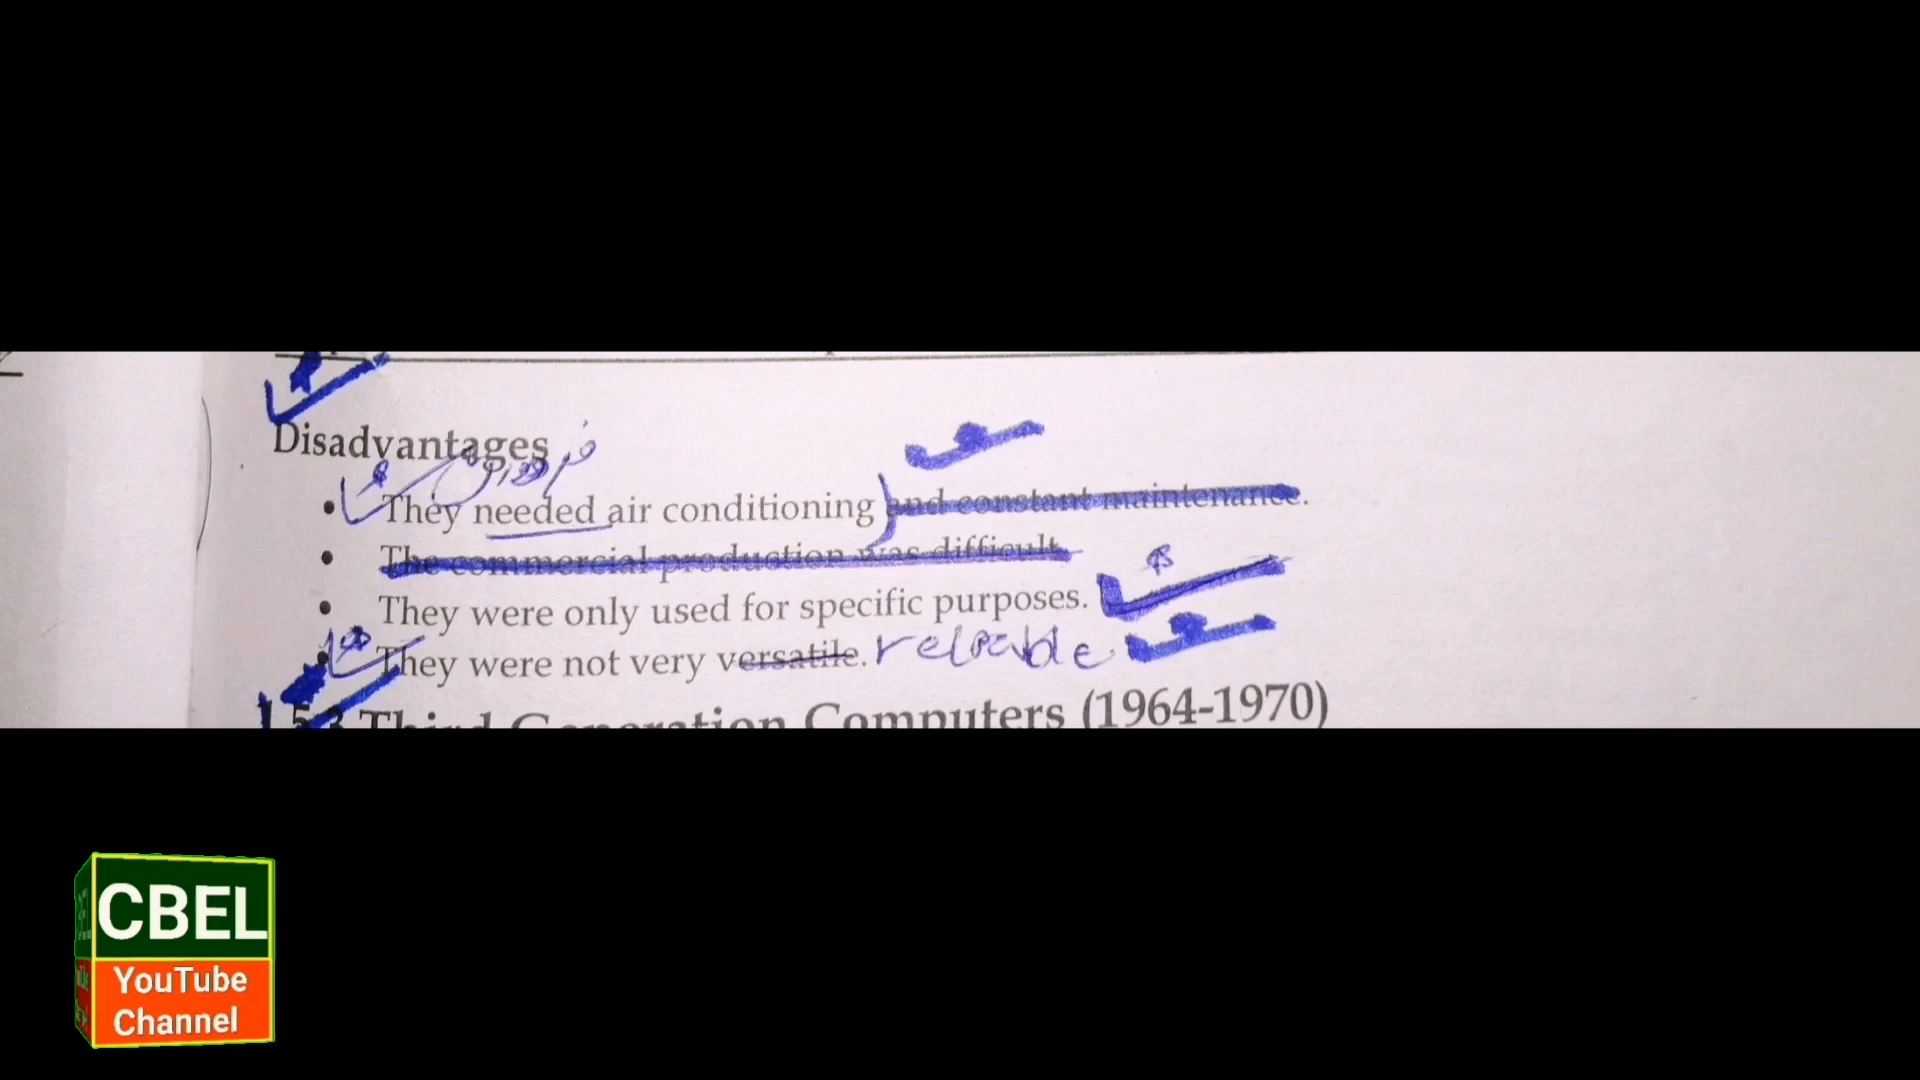 Disadvantages
• They needed air conditioning and constant maintenance.
• The commercial production was difficult.
• They were only used for specific purposes.
• They were not very versatile. releable
Third Generation Computers (1964-1970)
CBEL
YouTube
Channel